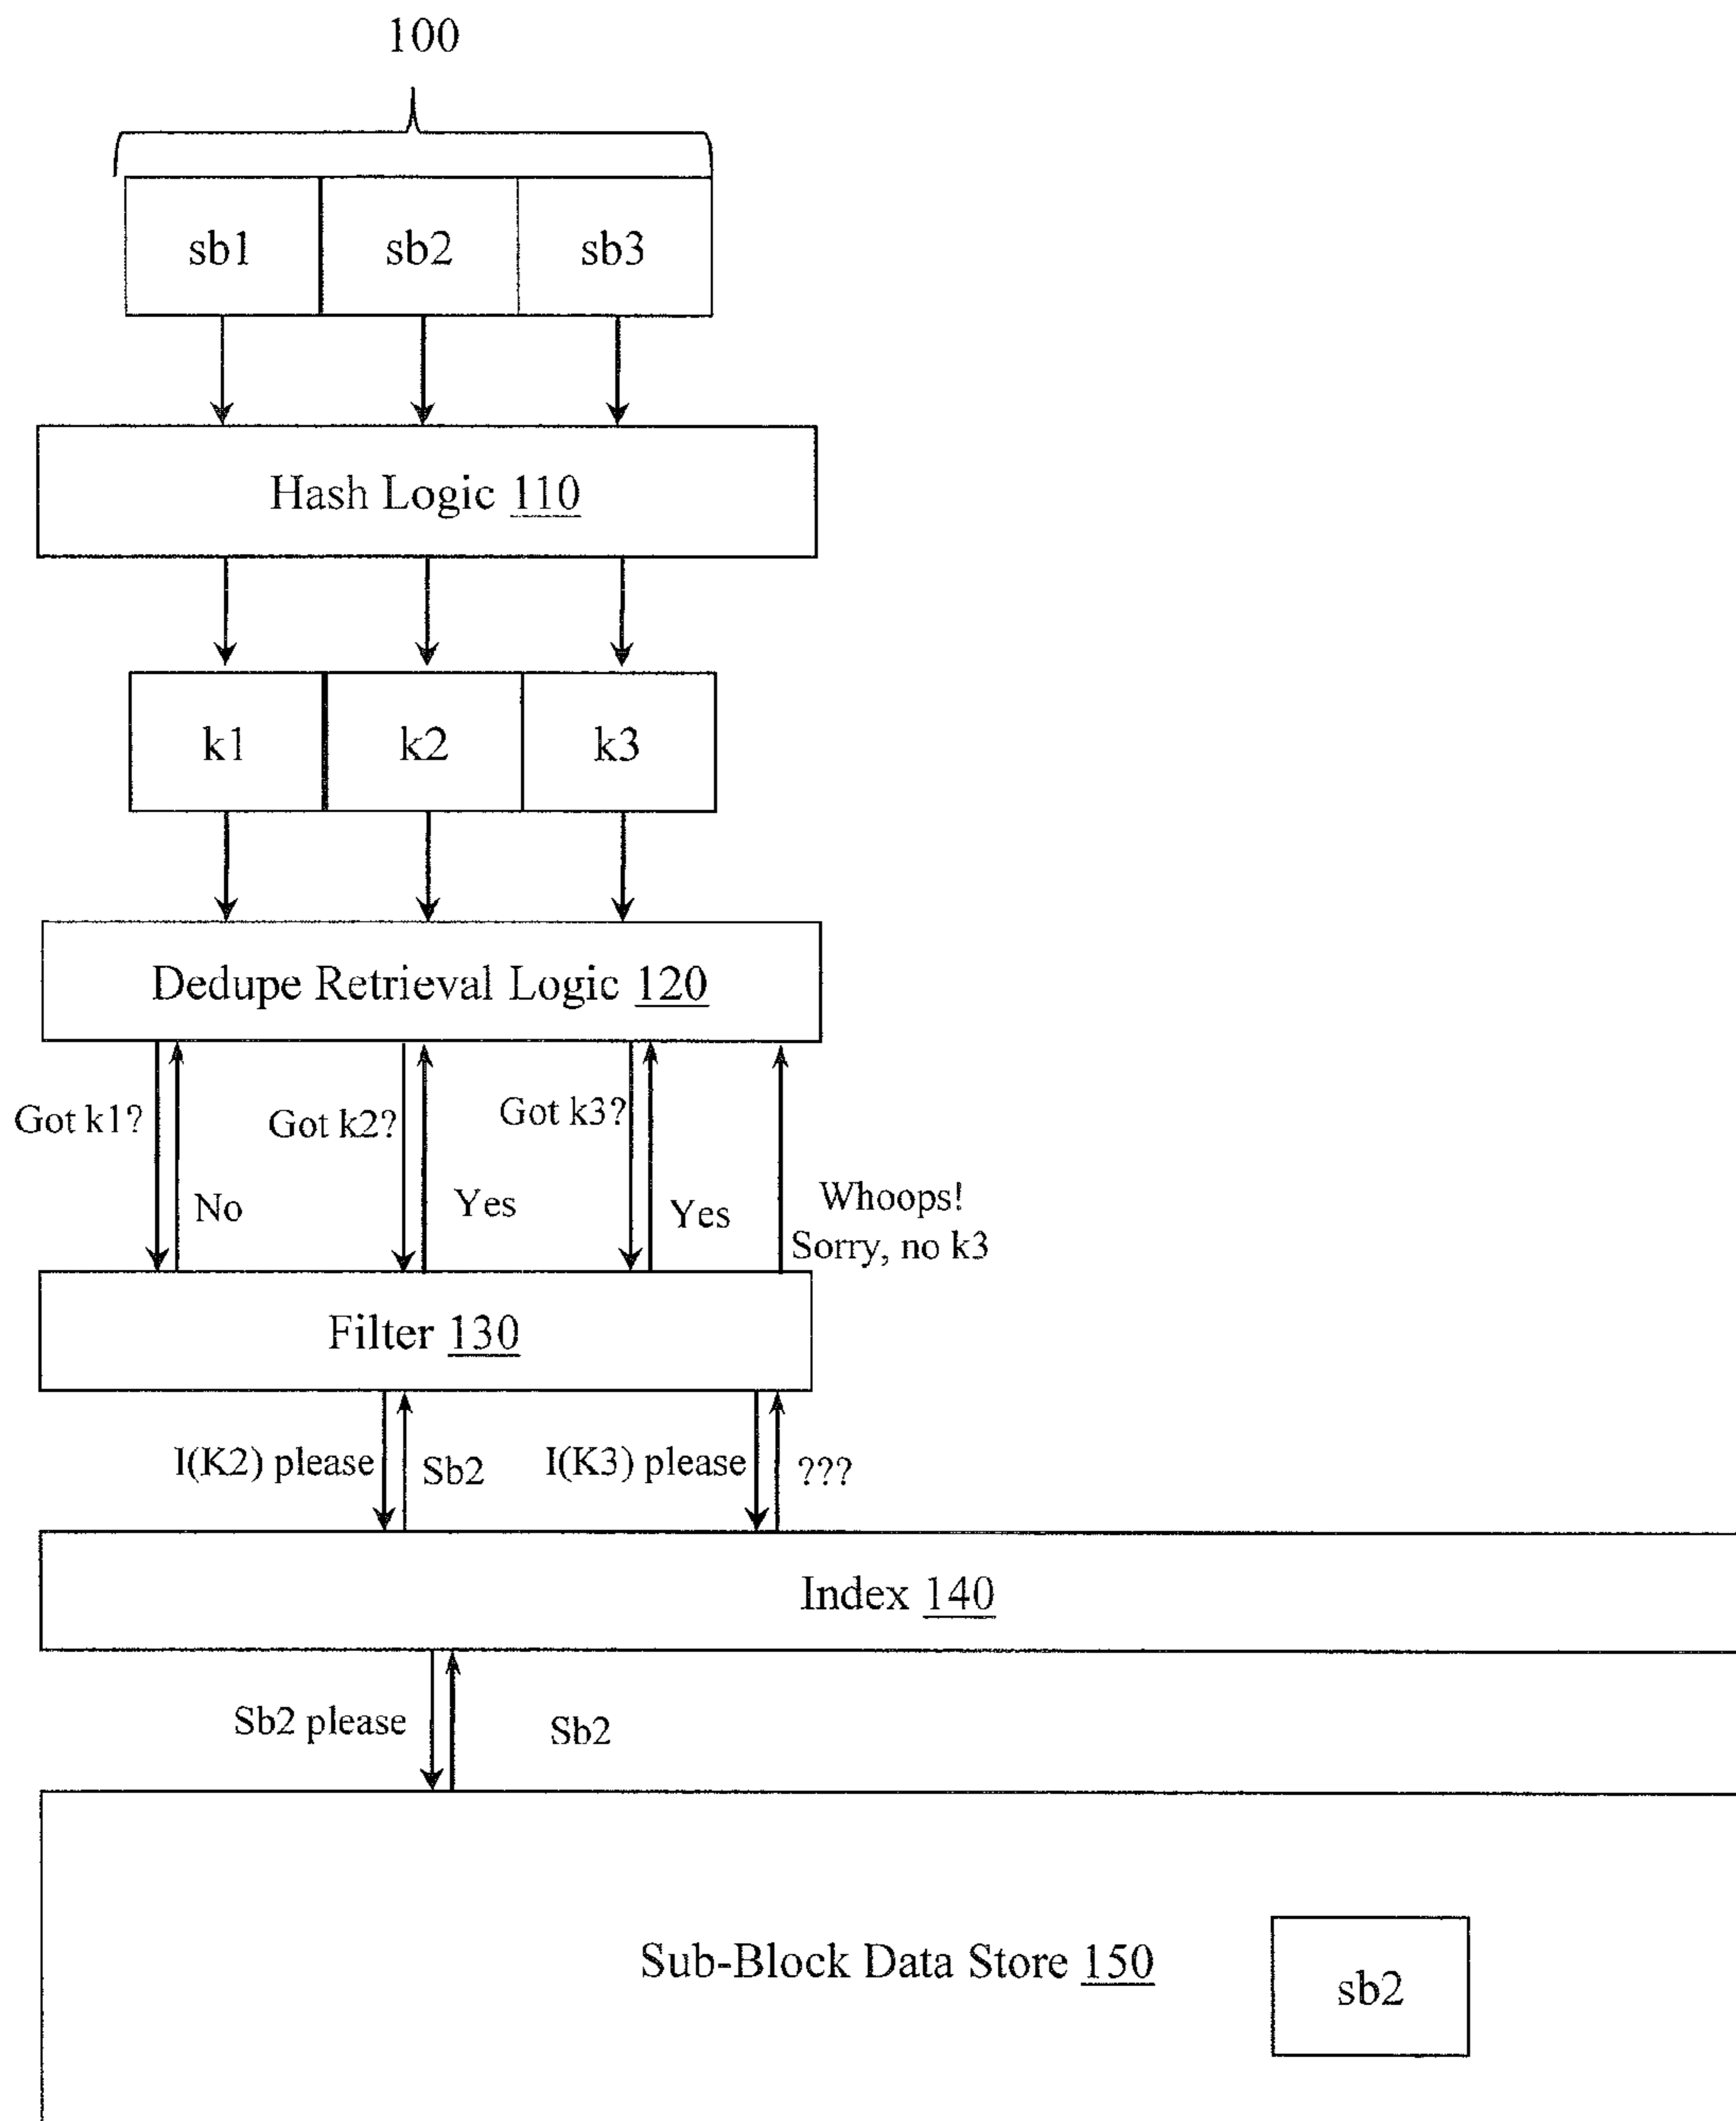 100
sb1 sb2 sb3
Hash Logic 110
k1 k2 k3
Dedupe Retrieval Logic 120
Got k1? Got k2? Got k3?
No Yes Yes Whoops!
Sorry, no k3
Filter 130
I(K2) please Sb2 I(K3) please ???
Index 140
Sb2 please Sb2
Sub-Block Data Store 150
sb2